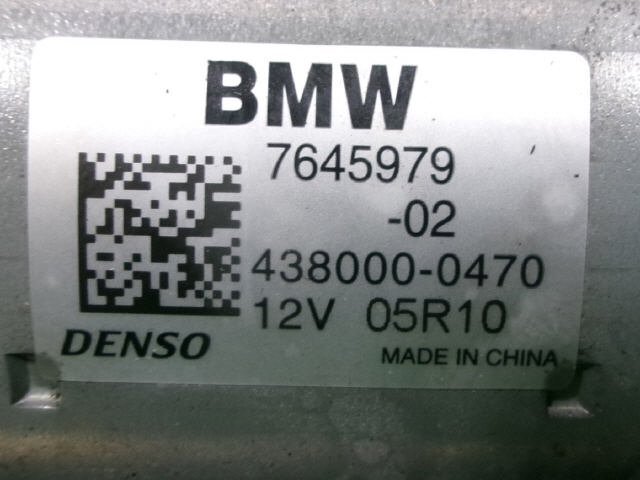 BMW
7645979
-02
438000-0470
12V 05R10
DENSO
MADE IN CHINA